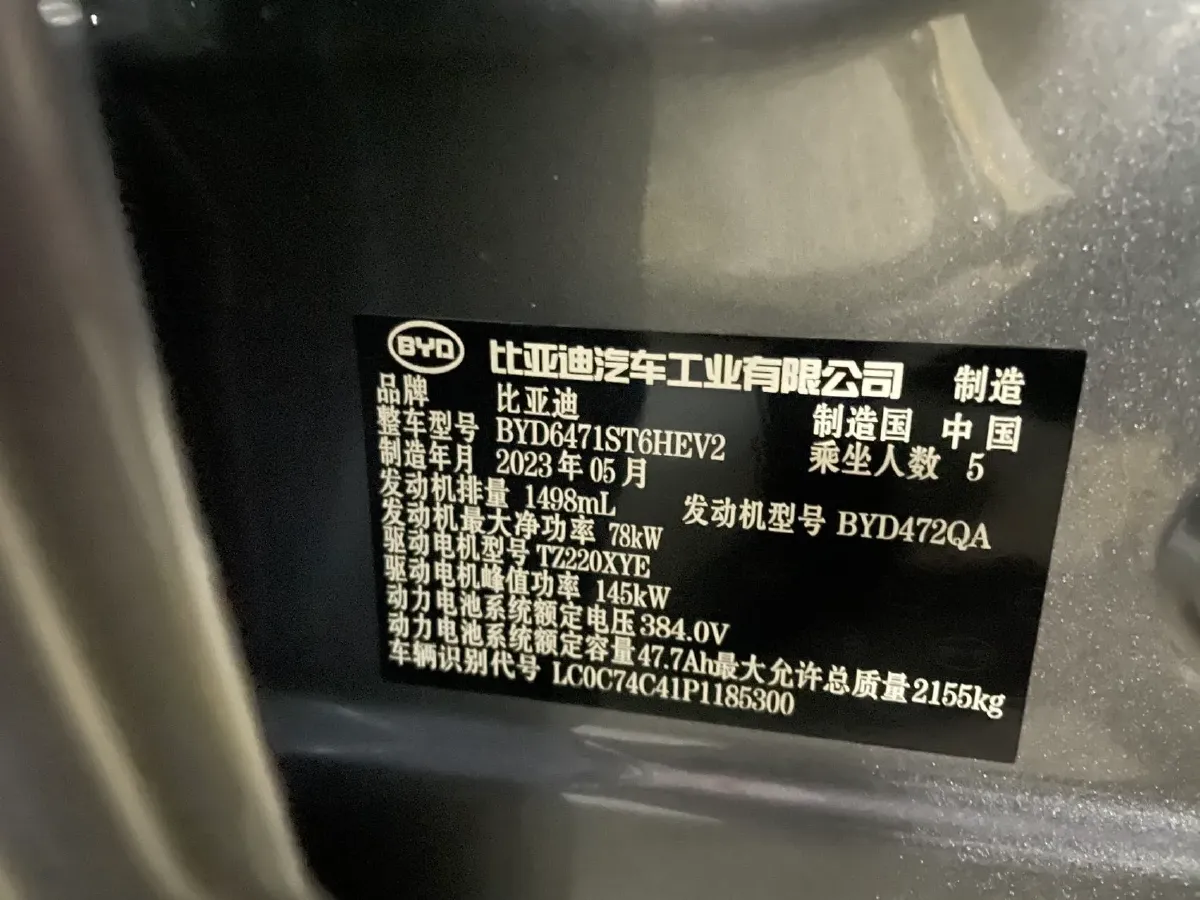 BYD 比亚迪汽车工业有限公司 制造
品牌 比亚迪 制造国 中国
整车型号 BYD6471ST6HEV2 乘坐人数 5
制造年月 2023年05月
发动机排量 1498mL 发动机型号 BYD472QA
发动机最大净功率 78kW
驱动电机型号 TZ220XYE
驱动电机峰值功率 145kW
动力电池系统额定电压 384.0V
动力电池系统额定容量 47.7Ah 最大允许总质量 2155kg
车辆识别代号 LC0C74C41P1185300